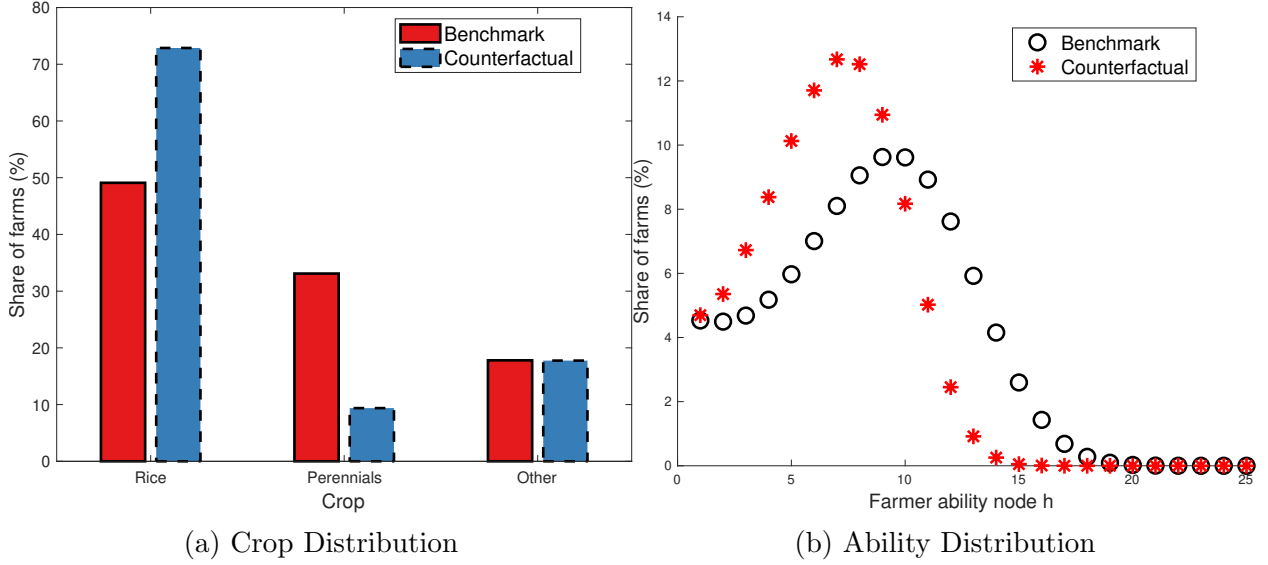 80
70
60
50
40
30
20
10
0
Share of farms (%)
Benchmark
Counterfactual
Rice
Perennials
Other
Crop
(a) Crop Distribution
14
12
10
8
6
4
2
0
Share of farms (%)
Benchmark
Counterfactual
0
5
10
15
20
25
Farmer ability node h
(b) Ability Distribution